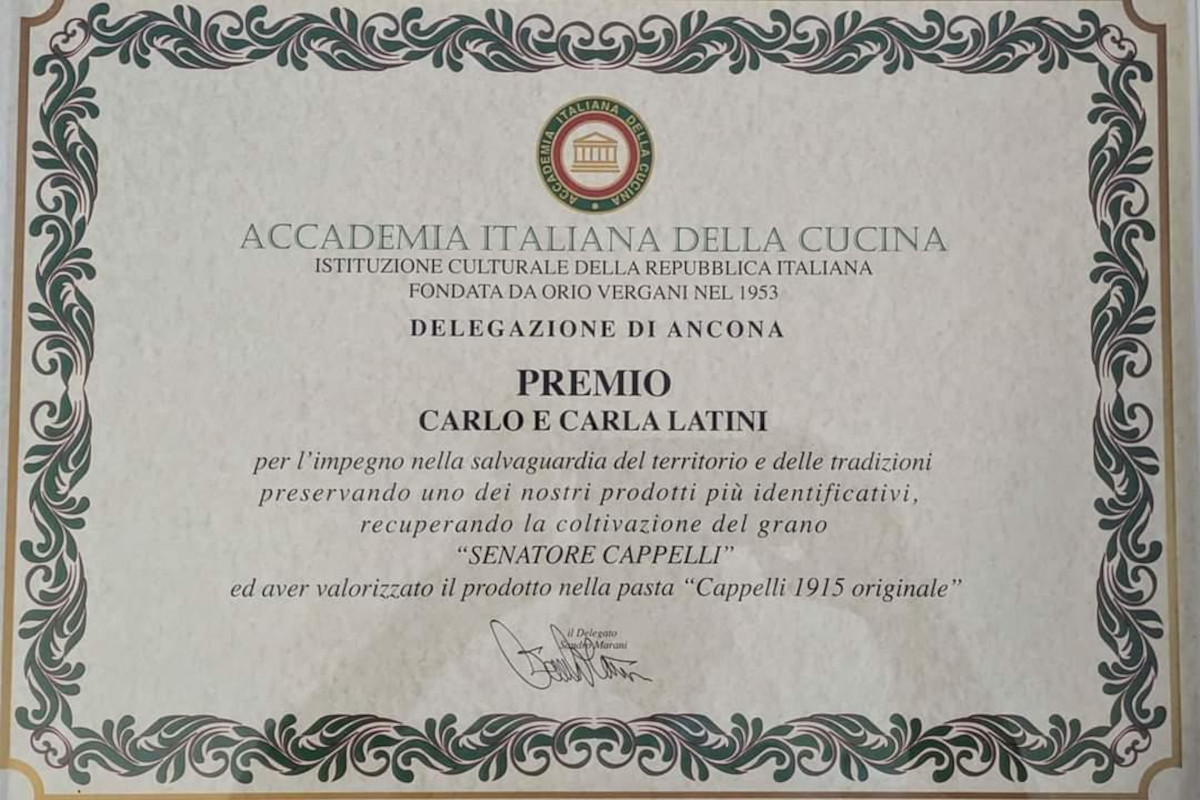 ACCADEMIA ITALIANA DELLA CUCINA
ACCADEMIA ITALIANA DELLA CUCINA
ISTITUZIONE CULTURALE DELLA REPUBBLICA ITALIANA
FONDATA DA ORIO VERGANI NEL 1953
DELEGAZIONE DI ANCONA
PREMIO
CARLO E CARLA LATINI
per l’impegno nella salvaguardia del territorio e delle tradizioni
preservando uno dei nostri prodotti più identificativi,
recuperando la coltivazione del grano
“SENATORE CAPPELLI”
ed aver valorizzato il prodotto nella pasta “Cappelli 1915 originale”
il Delegato
Sandro Marani